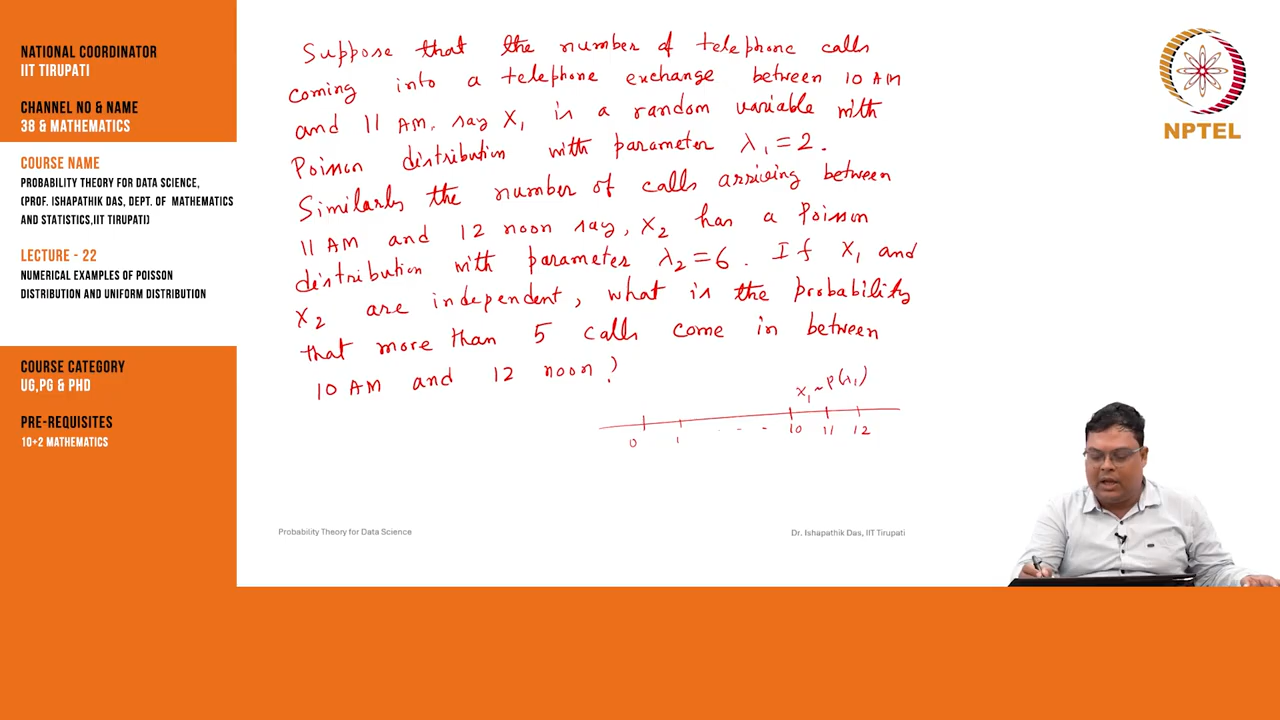 NATIONAL COORDINATOR
IIT TIRUPATI
CHANNEL NO & NAME
38 & MATHEMATICS
COURSE NAME
PROBABILITY THEORY FOR DATA SCIENCE,
(PROF. ISHAPATHIK DAS, DEPT. OF MATHEMATICS
AND STATISTICS,IIT TIRUPATI)
LECTURE - 22
NUMERICAL EXAMPLES OF POISSON
DISTRIBUTION AND UNIFORM DISTRIBUTION
COURSE CATEGORY
UG,PG & PHD
PRE-REQUISITES
10+2 MATHEMATICS
Suppose that the number of telephone calls
coming into a telephone exchange between 10 AM
and 11 AM, say X₁ is a random variable with
Poisson distribution with parameter λ₁ = 2.
Similarly the number of calls arriving between
11 AM and 12 noon say, X₂ has a Poisson
distribution with parameter λ₂ = 6. If X₁ and
X₂ are independent, what is the probability
that more than 5 calls come in between
10 AM and 12 noon?
X₁ ~ P(λ₁)
0 1 . . . . 10 11 12
Probability Theory for Data Science
Dr. Ishapathik Das, IIT Tirupati
NPTEL